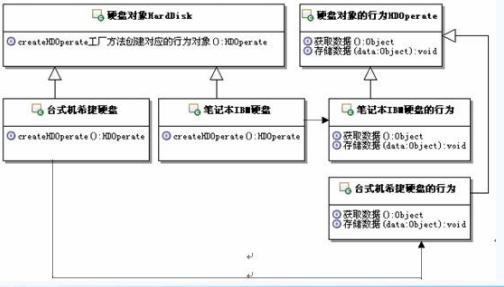 硬盘对象HardDisk
createHDOperate工厂方法创建对应的行为对象():HDOperate
硬盘对象的行为HDOperate
获取数据():Object
存储数据(data:Object):void
台式机希捷硬盘
createHDOperate():HDOperate
笔记本IBM硬盘
createHDOperate():HDOperate
笔记本IBM硬盘的行为
获取数据():Object
存储数据(data:Object):void
台式机希捷硬盘的行为
获取数据():Object
存储数据(data:Object):void